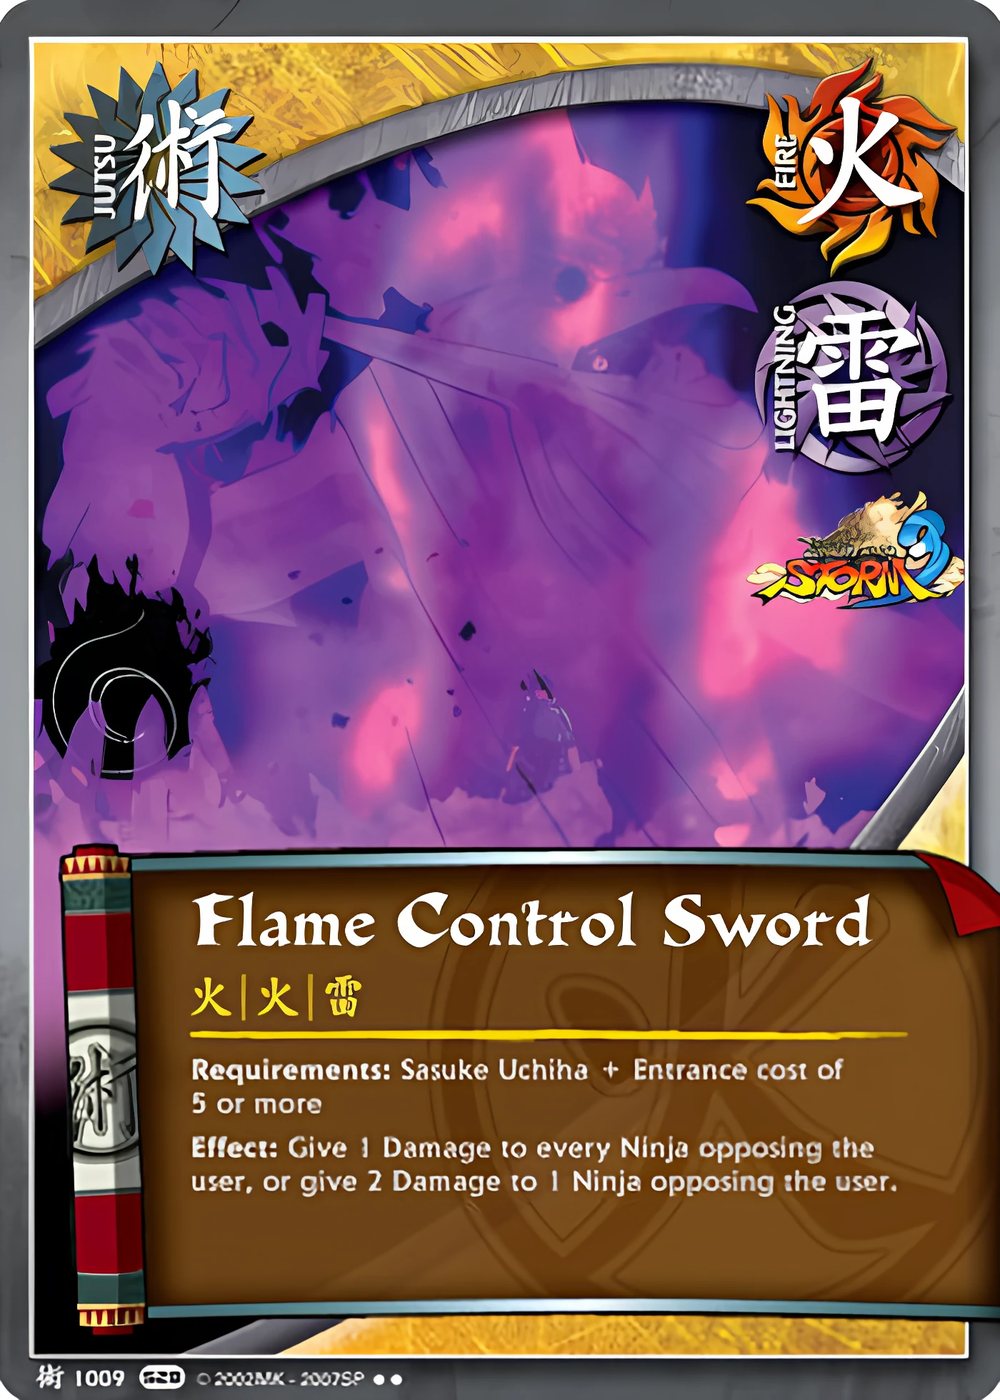 術
JUTSU
火
FIRE
雷
LIGHTNING
STORM 3
Flame Control Sword
火|火|雷
Requirements: Sasuke Uchiha + Entrance cost of
5 or more
Effect: Give 1 Damage to every Ninja opposing the
user, or give 2 Damage to 1 Ninja opposing the user.
術
術 1009 ©2002MK - 2007SP